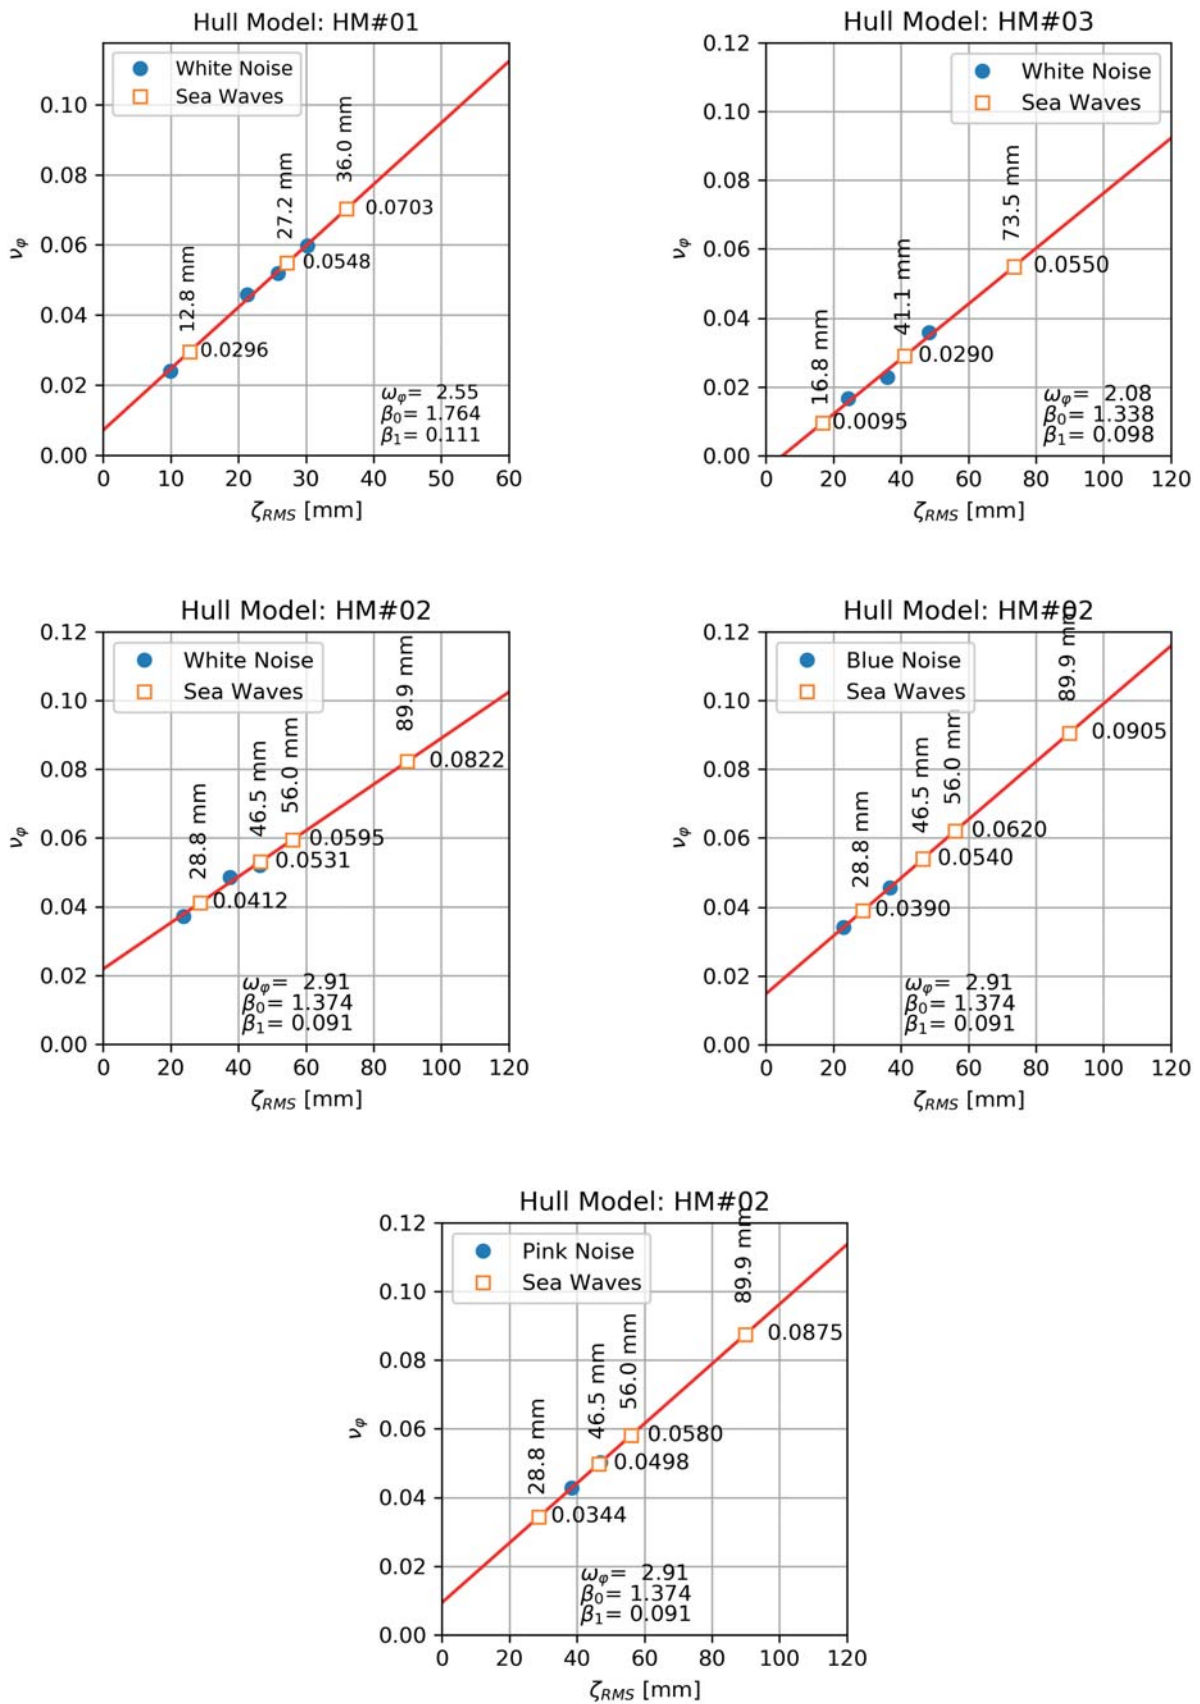 Hull Model: HM#01
White Noise
Sea Waves
0.10
0.08
0.06
0.04
0.02
0.00
νφ
12.8 mm
27.2 mm
36.0 mm
0.0703
0.0548
0.0296
ωφ= 2.55
β0= 1.764
β1= 0.111
0 10 20 30 40 50 60
ζRMS [mm]
Hull Model: HM#03
White Noise
Sea Waves
0.12
0.10
0.08
0.06
0.04
0.02
0.00
νφ
16.8 mm
41.1 mm
73.5 mm
0.0550
0.0290
0.0095
ωφ= 2.08
β0= 1.338
β1= 0.098
0 20 40 60 80 100 120
ζRMS [mm]
Hull Model: HM#02
White Noise
Sea Waves
0.12
0.10
0.08
0.06
0.04
0.02
0.00
νφ
28.8 mm
46.5 mm
56.0 mm
89.9 mm
0.0822
0.0595
0.0531
0.0412
ωφ= 2.91
β0= 1.374
β1= 0.091
0 20 40 60 80 100 120
ζRMS [mm]
Hull Model: HM#02
Blue Noise
Sea Waves
0.12
0.10
0.08
0.06
0.04
0.02
0.00
νφ
28.8 mm
46.5 mm
56.0 mm
89.9 mm
0.0905
0.0620
0.0540
0.0390
ωφ= 2.91
β0= 1.374
β1= 0.091
0 20 40 60 80 100 120
ζRMS [mm]
Hull Model: HM#02
Pink Noise
Sea Waves
0.12
0.10
0.08
0.06
0.04
0.02
0.00
νφ
28.8 mm
46.5 mm
56.0 mm
89.9 mm
0.0875
0.0580
0.0498
0.0344
ωφ= 2.91
β0= 1.374
β1= 0.091
0 20 40 60 80 100 120
ζRMS [mm]